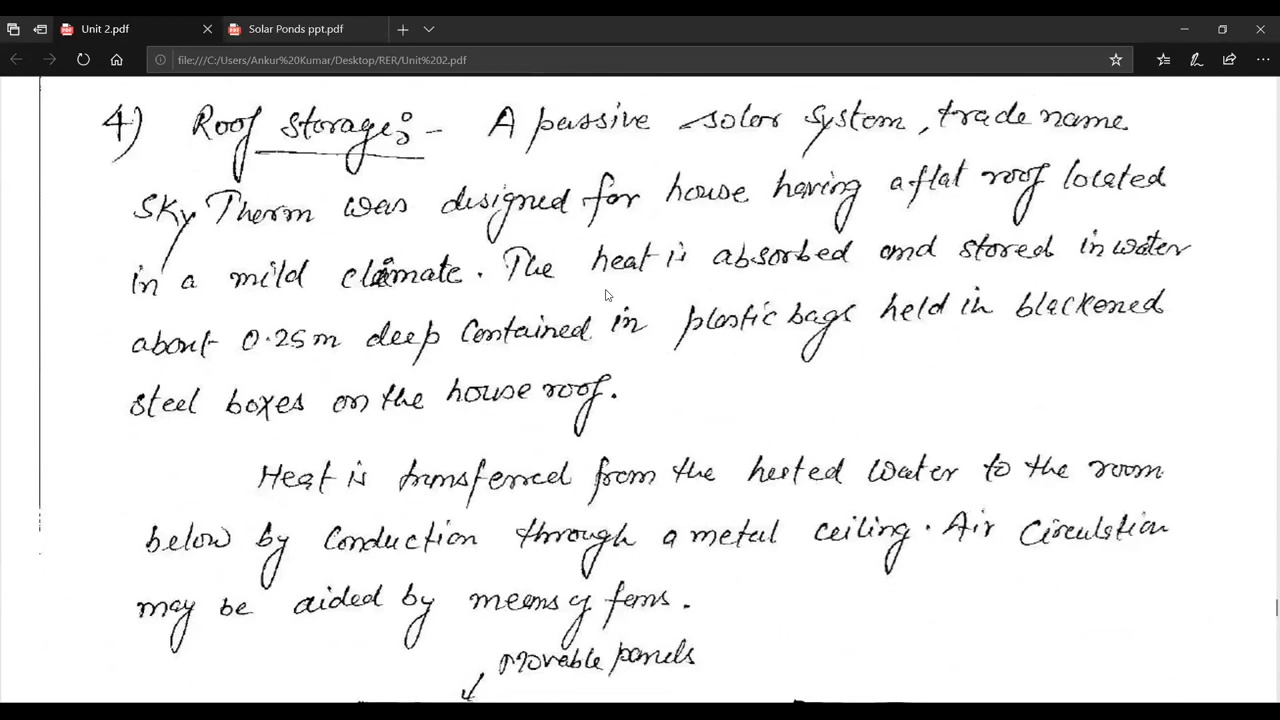 Unit 2.pdf
Solar Ponds ppt.pdf
file:///C:/Users/Ankur%20Kumar/Desktop/RER/Unit%202.pdf
4) Roof storage:- A passive solar system, trade name
Sky Therm was designed for house having a flat roof located
in a mild climate. The heat is absorbed and stored in water
about 0.25m deep contained in plastic bags held in blackened
steel boxes on the house roof.
Heat is transferred from the heated water to the room
below by conduction through a metal ceiling. Air circulation
may be aided by means of fans.
Movable panels